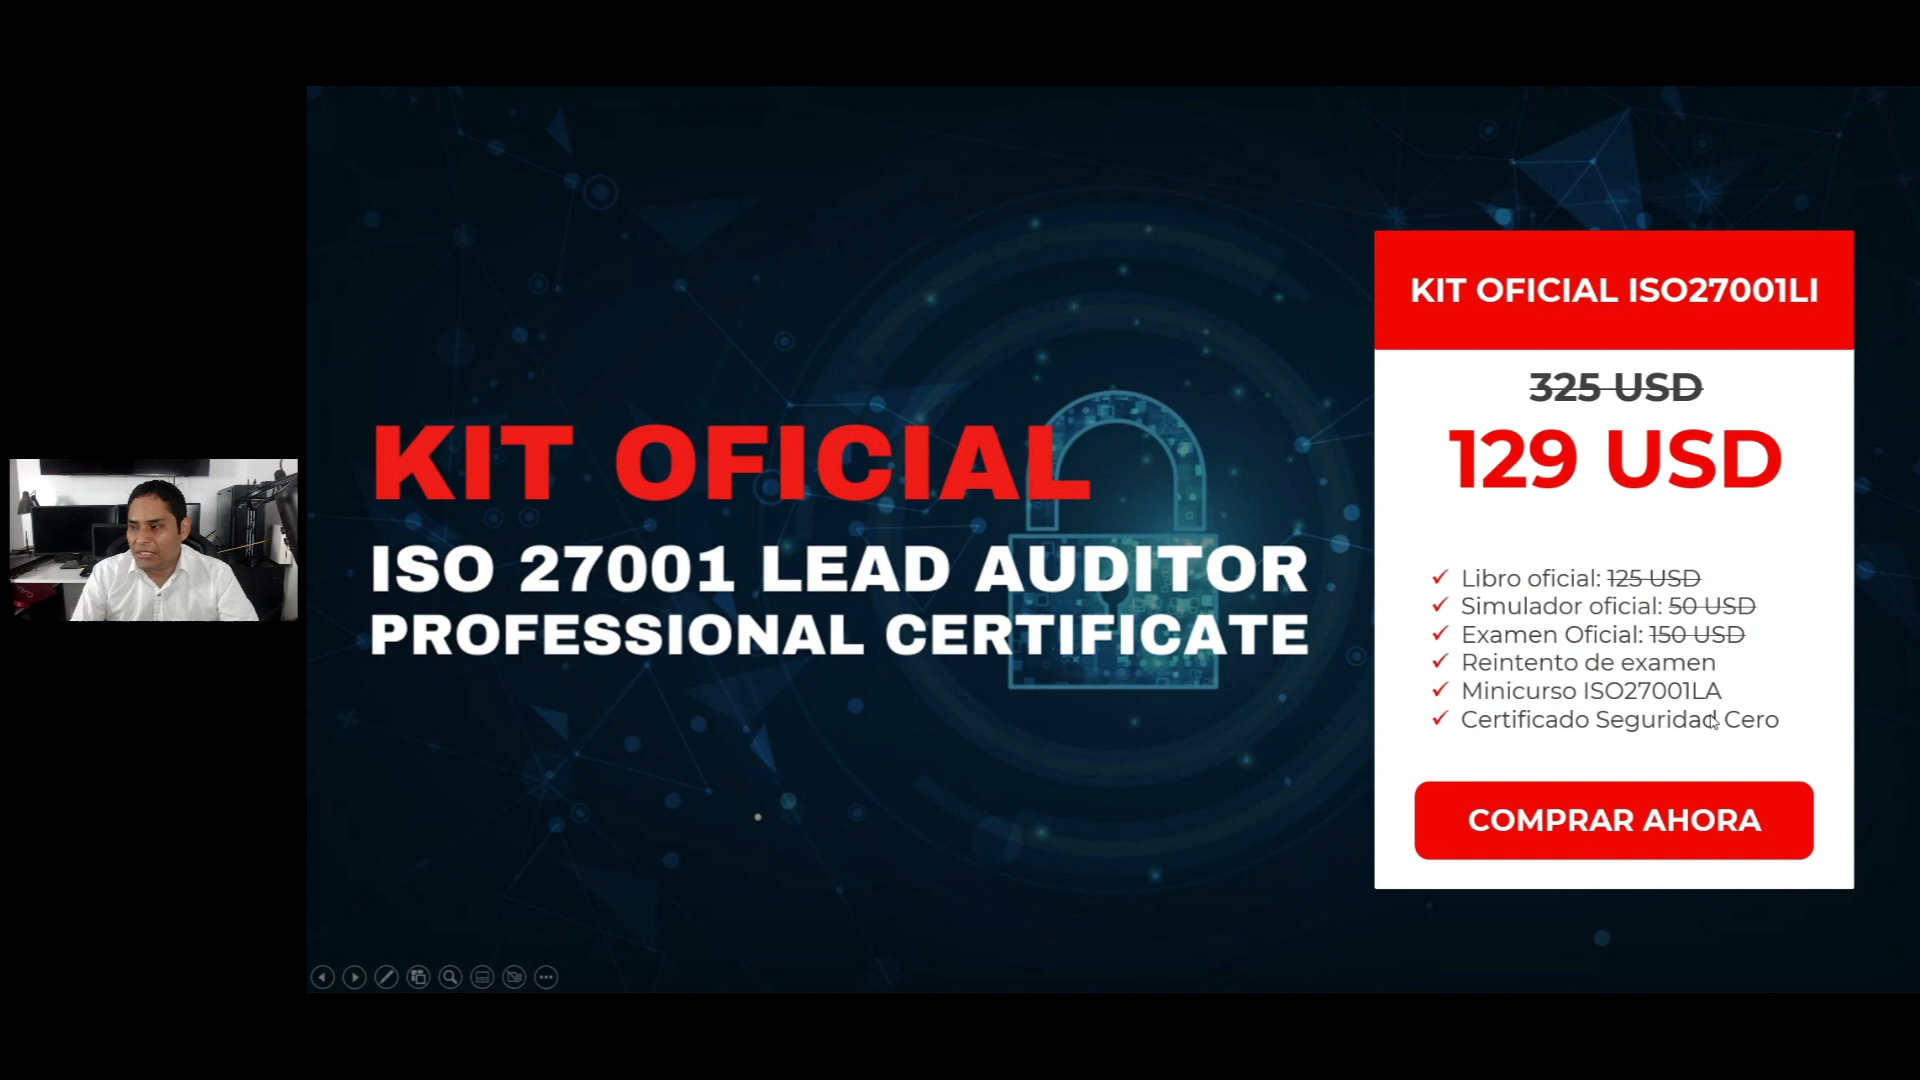 KIT OFICIAL
ISO 27001 LEAD AUDITOR
PROFESSIONAL CERTIFICATE
KIT OFICIAL ISO27001LI
325 USD
129 USD
✓ Libro oficial: 125 USD
✓ Simulador oficial: 50 USD
✓ Examen Oficial: 150 USD
✓ Reintento de examen
✓ Minicurso ISO27001LA
✓ Certificado Seguridad Cero
COMPRAR AHORA